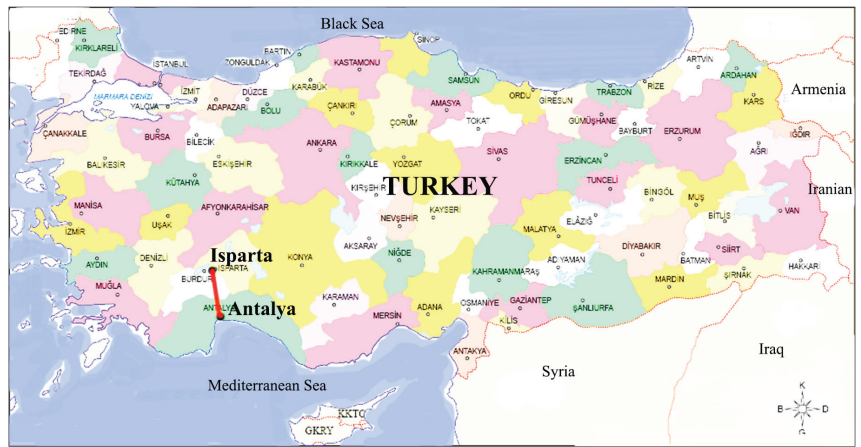 Black Sea
EDİRNE
KIRKLARELİ
TEKİRDAĞ
İSTANBUL
MARMARA DENİZİ
YALOVA
İZMİT
ADAPAZARI
DÜZCE
ZONGULDAK
BARTIN
BOLU
KARABÜK
KASTAMONU
SİNOP
ÇANKIRI
ÇORUM
SAMSUN
AMASYA
TOKAT
ORDU
GİRESUN
TRABZON
GÜMÜŞHANE
RİZE
BAYBURT
ARTVİN
ARDAHAN
KARS
Armenia
IĞDIR
AĞRI
ERZURUM
ERZİNCAN
ÇANAKKALE
BALIKESİR
BURSA
BİLECİK
ESKİŞEHİR
KÜTAHYA
ANKARA
KIRIKKALE
YOZGAT
KIRŞEHİR
SİVAS
TURKEY
TUNCELİ
BİNGÖL
MUŞ
BİTLİS
VAN
Iranian
MANİSA
İZMİR
UŞAK
AFYONKARAHİSAR
NEVŞEHİR
KAYSERİ
AKSARAY
NİĞDE
MALATYA
ELÂZIĞ
DİYABAKIR
BATMAN
SİİRT
ŞIRNAK
HAKKARİ
AYDIN
DENİZLİ
MUĞLA
BURDUR
Isparta
ISPARTA
KONYA
KARAMAN
ANTALYA
Antalya
MERSİN
ADANA
KAHRAMANMARAŞ
ADIYAMAN
OSMANİYE
GAZİANTEP
KİLİS
ŞANLIURFA
MARDİN
ANTAKYA
Syria
Iraq
Mediterranean Sea
KKTC
GKRY
K
B
D
G